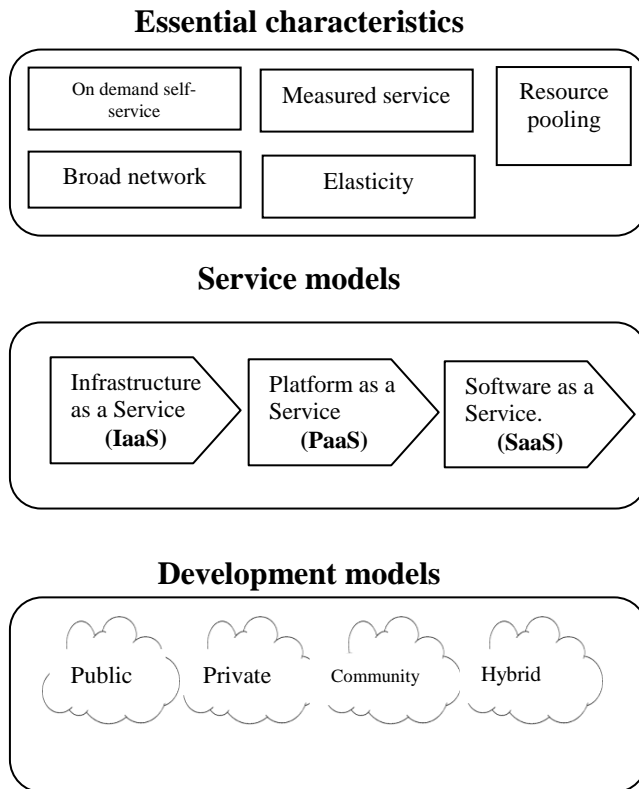 Essential characteristics
On demand self-
service
Measured service
Resource
pooling
Broad network
Elasticity
Service models
Infrastructure
as a Service
(IaaS)
Platform as a
Service
(PaaS)
Software as a
Service.
(SaaS)
Development models
Public
Private
Community
Hybrid